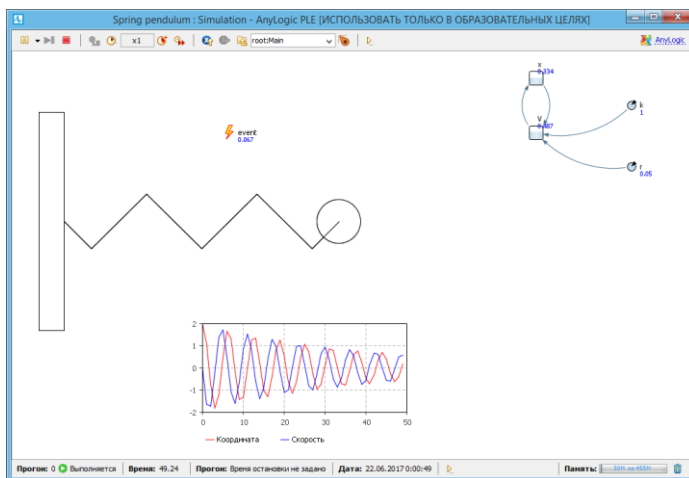 Spring pendulum : Simulation - AnyLogic PLE [ИСПОЛЬЗОВАТЬ ТОЛЬКО В ОБРАЗОВАТЕЛЬНЫХ ЦЕЛЯХ]
x1
root:Main
AnyLogic
x
0.334
event
0.067
k
1
V
r
0.05
2
1
0
-1
-2
0 10 20 30 40 50
Координата Скорость
Прогон: 0 Выполняется Время: 49.24 Прогон: Время остановки не задано Дата: 22.06.2017 0:00:49 Память: